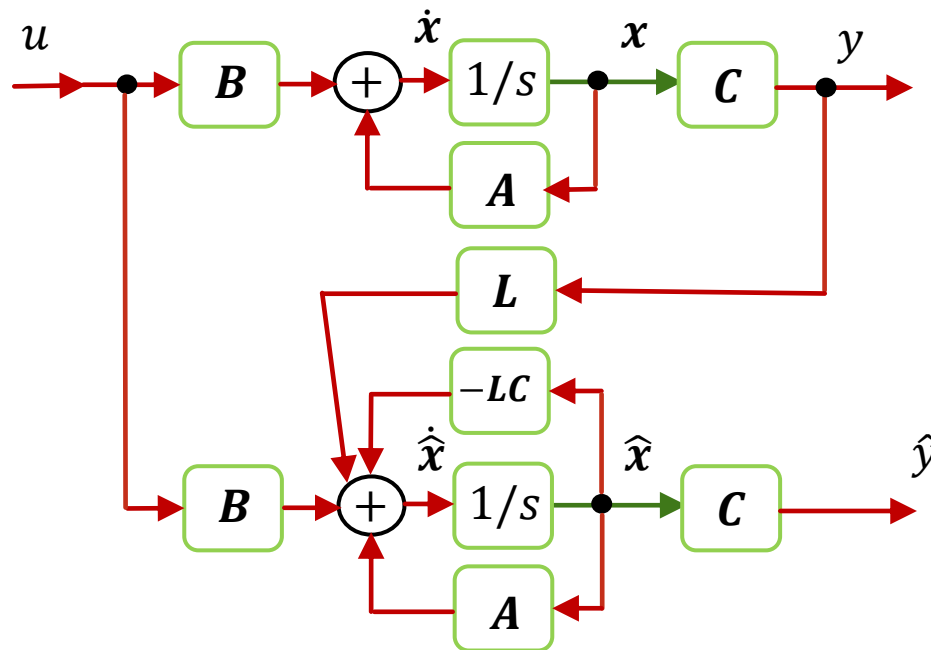 u ẋ x y
B + 1/s C
A
L
−LC
x̂̇ x̂ ŷ
B + 1/s C
A